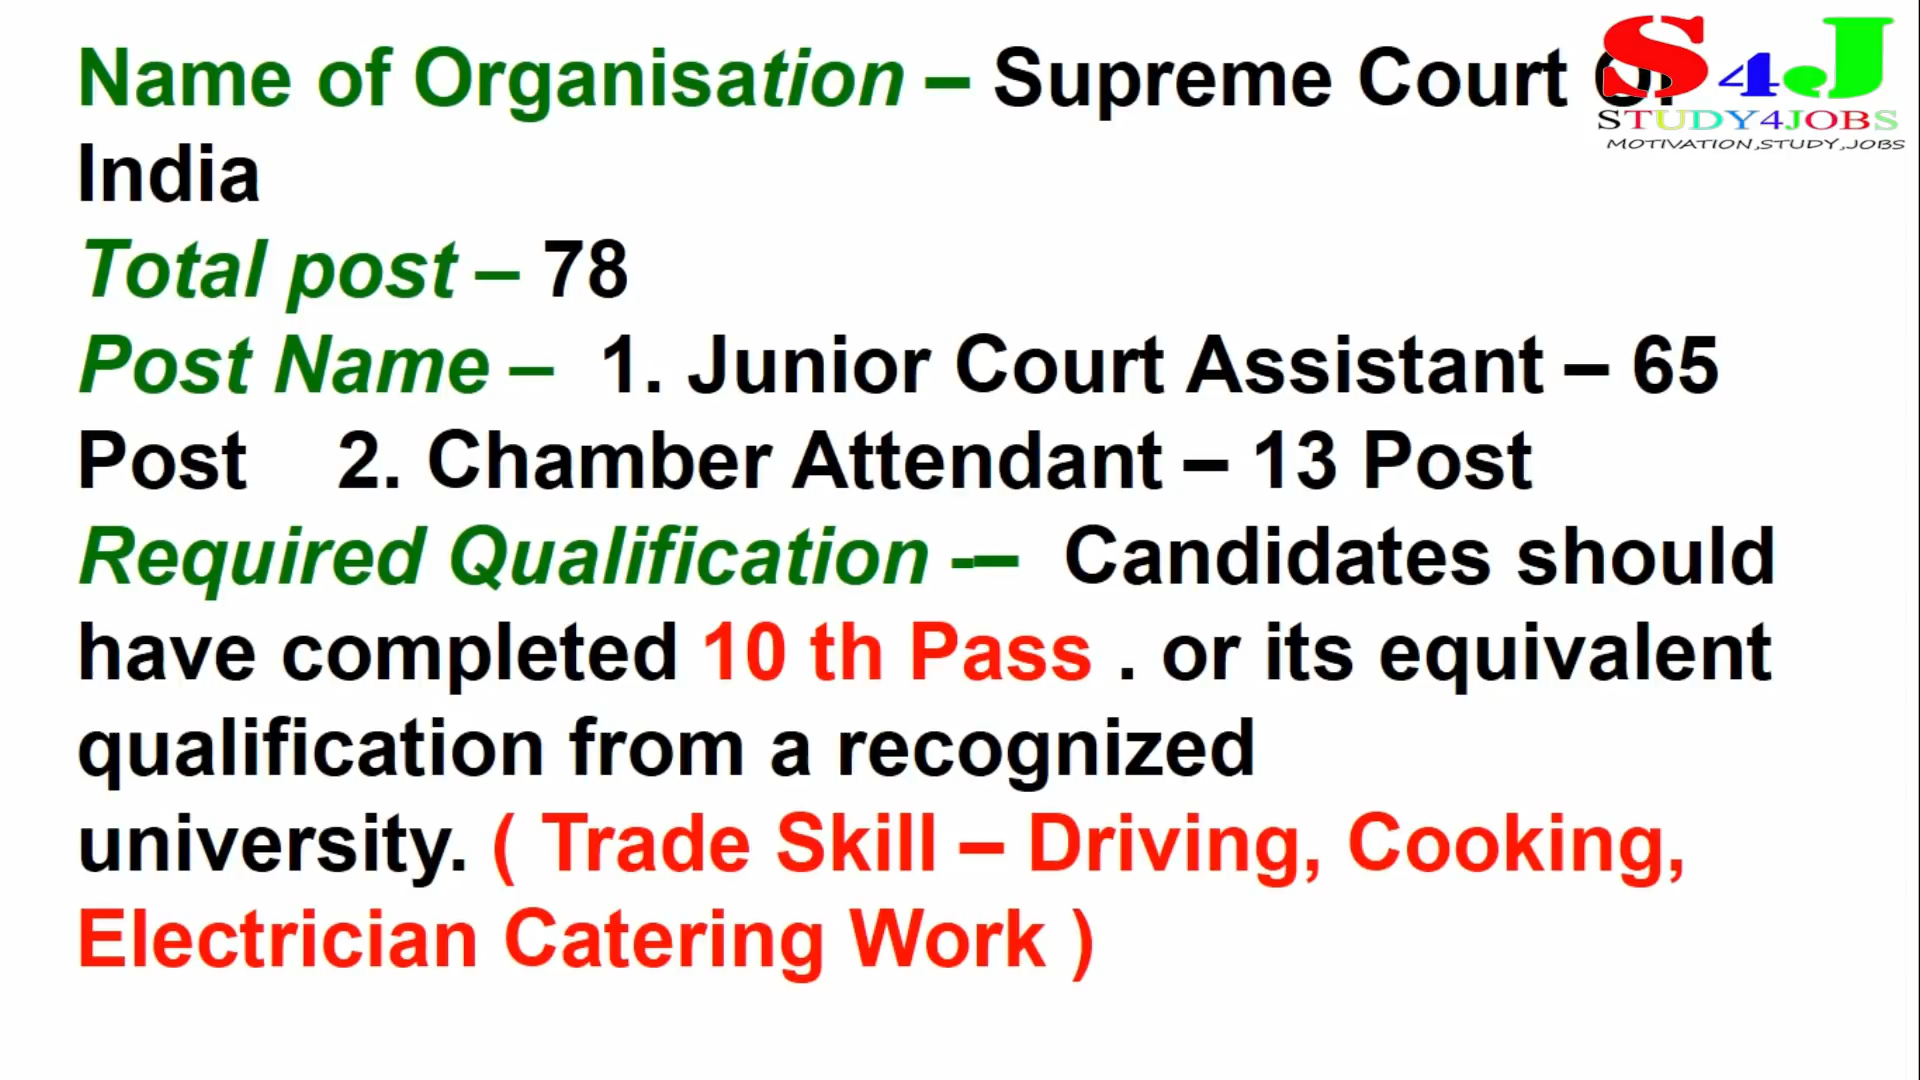 Name of Organisation – Supreme Court Of
India
Total post – 78
Post Name – 1. Junior Court Assistant – 65
Post 2. Chamber Attendant – 13 Post
Required Qualification -– Candidates should
have completed 10 th Pass . or its equivalent
qualification from a recognized
university. ( Trade Skill – Driving, Cooking,
Electrician Catering Work )
S4J
STUDY4JOBS
MOTIVATION,STUDY,JOBS